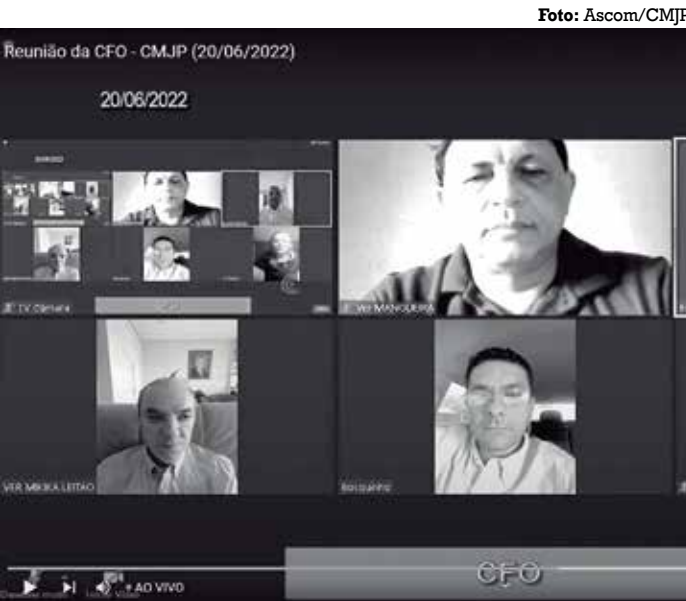 Foto: Ascom/CMJP
Reunião da CFO - CMJP (20/06/2022)
20/06/2022
TV Câmara
Ver MANGUEIRA
VER MIKIKA LEITÃO
Bosquinho
AO VIVO
CFO